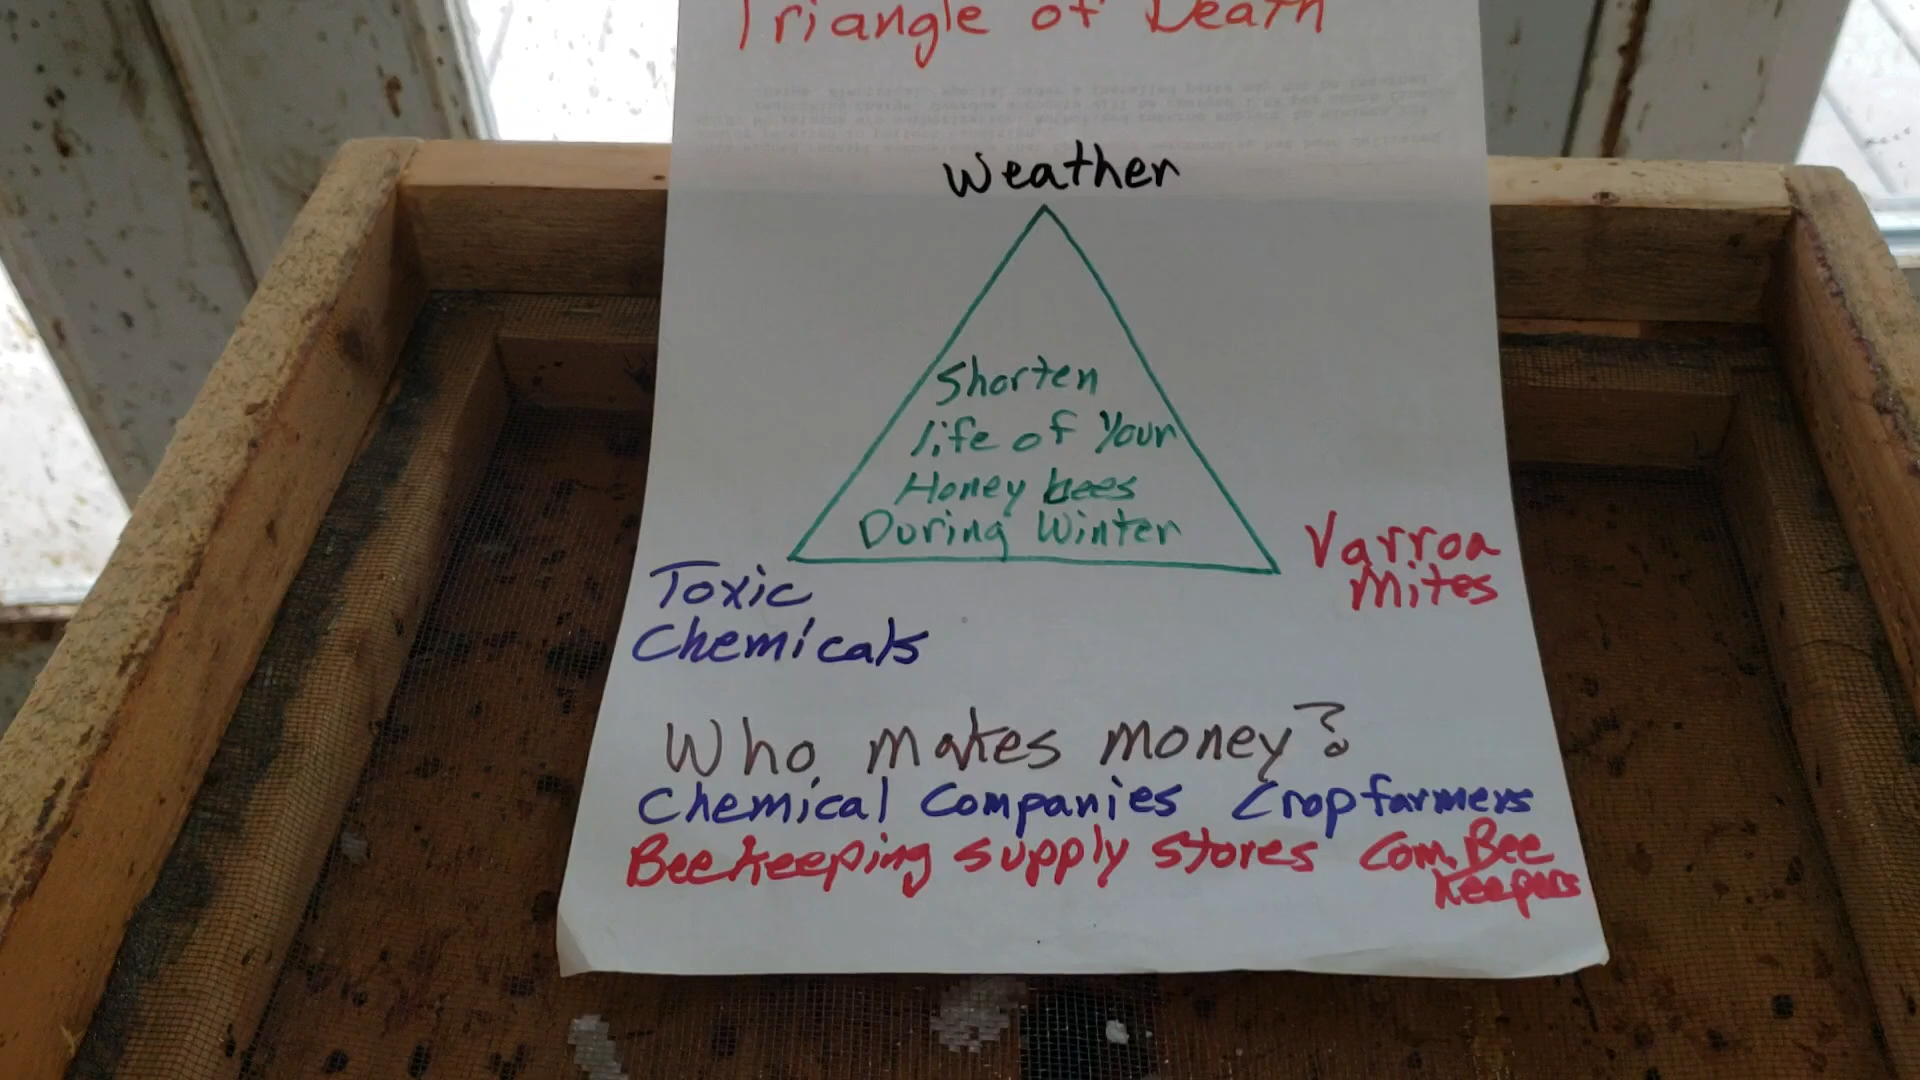 Triangle of Death
Weather
Shorten
life of Your
Honey bees
During Winter
Varroa
Mites
Toxic
Chemicals
Who makes money?
Chemical Companies Crop farmers
Beekeeping supply stores Com. Bee
Keepers